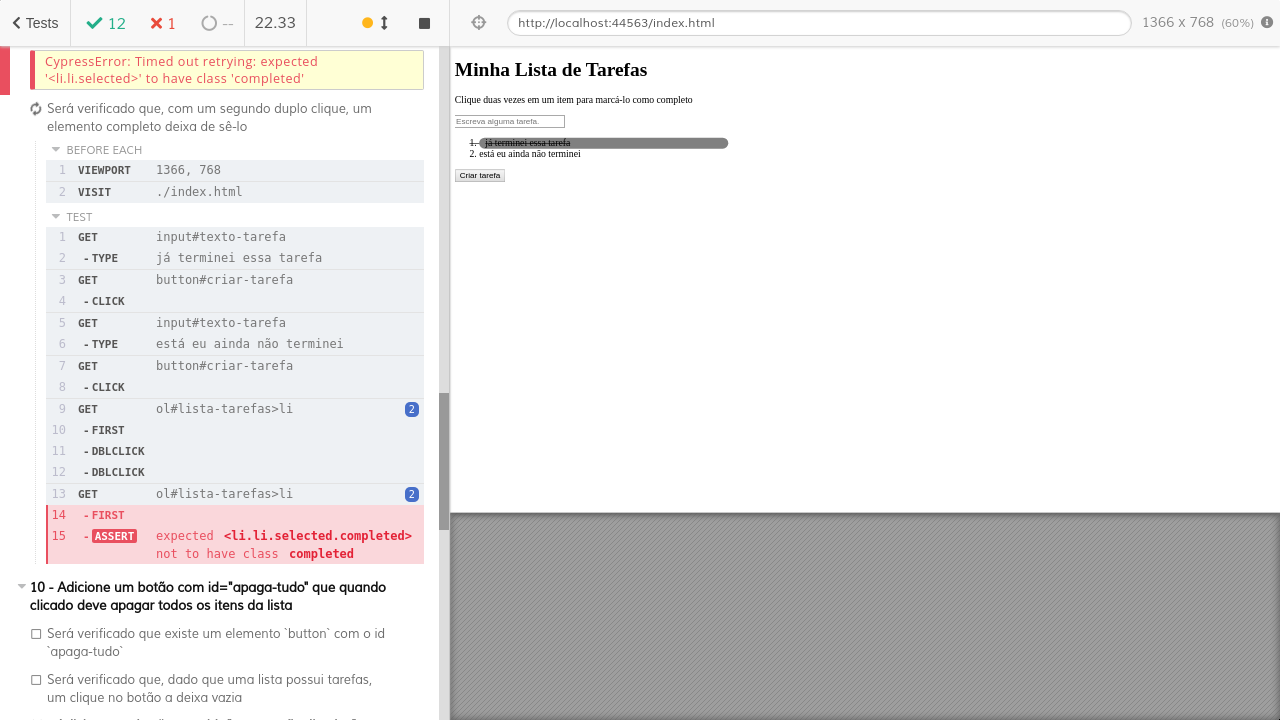 Tests 12 1 -- 22.33
http://localhost:44563/index.html 1366 x 768 (60%)
CypressError: Timed out retrying: expected
'<li.li.selected>' to have class 'completed'
Será verificado que, com um segundo duplo clique, um
elemento completo deixa de sê-lo
BEFORE EACH
1 VIEWPORT 1366, 768
2 VISIT ./index.html
TEST
1 GET input#texto-tarefa
2 -TYPE já terminei essa tarefa
3 GET button#criar-tarefa
4 -CLICK
5 GET input#texto-tarefa
6 -TYPE está eu ainda não terminei
7 GET button#criar-tarefa
8 -CLICK
9 GET ol#lista-tarefas>li 2
10 -FIRST
11 -DBLCLICK
12 -DBLCLICK
13 GET ol#lista-tarefas>li 2
14 -FIRST
15 -ASSERT expected <li.li.selected.completed>
not to have class completed
10 - Adicione um botão com id="apaga-tudo" que quando
clicado deve apagar todos os itens da lista
Será verificado que existe um elemento `button` com o id
`apaga-tudo`
Será verificado que, dado que uma lista possui tarefas,
um clique no botão a deixa vazia
Minha Lista de Tarefas
Clique duas vezes em um item para marcá-lo como completo
Escreva alguma tarefa.
1. já terminei essa tarefa
2. está eu ainda não terminei
Criar tarefa